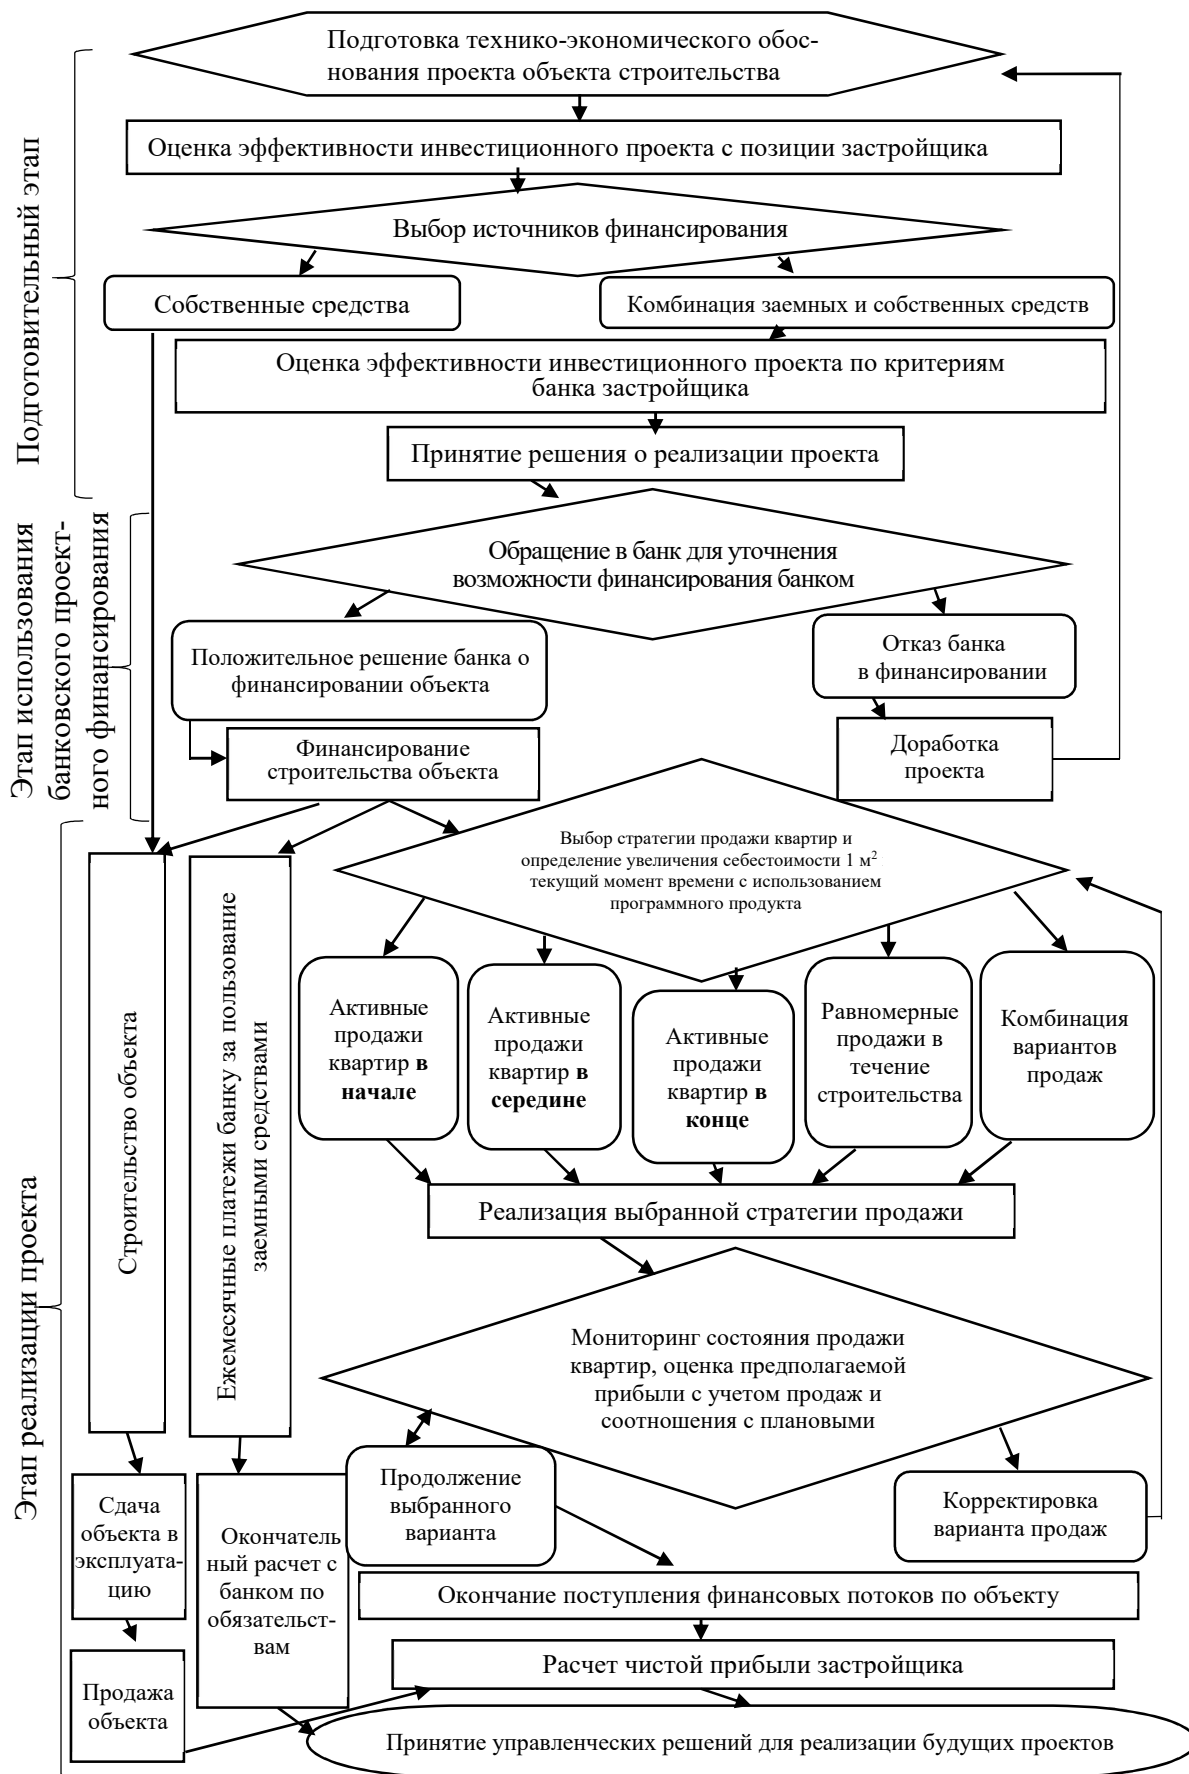 Подготовка технико-экономического обос-
нования проекта объекта строительства
Оценка эффективности инвестиционного проекта с позиции застройщика
Выбор источников финансирования
Собственные средства
Комбинация заемных и собственных средств
Оценка эффективности инвестиционного проекта по критериям
банка застройщика
Принятие решения о реализации проекта
Подготовительный этап
Обращение в банк для уточнения
возможности финансирования банком
Положительное решение банка о
финансировании объекта
Отказ банка
в финансировании
Финансирование
строительства объекта
Доработка
проекта
Этап использования
банковского проект-
ного финансирования
Выбор стратегии продажи квартир и
определение увеличения себестоимости 1 м²
текущий момент времени с использованием
программного продукта
Строительство объекта
Ежемесячные платежи банку за пользование
заемными средствами
Активные
продажи
квартир в
начале
Активные
продажи
квартир в
середине
Активные
продажи
квартир в
конце
Равномерные
продажи в
течение
строительства
Комбинация
вариантов
продаж
Реализация выбранной стратегии продажи
Мониторинг состояния продажи
квартир, оценка предполагаемой
прибыли с учетом продаж и
соотношения с плановыми
Этап реализации проекта
Сдача
объекта в
эксплуата-
цию
Окончатель
ный расчет с
банком по
обязательст-
вам
Продолжение
выбранного
варианта
Корректировка
варианта продаж
Окончание поступления финансовых потоков по объекту
Расчет чистой прибыли застройщика
Продажа
объекта
Принятие управленческих решений для реализации будущих проектов